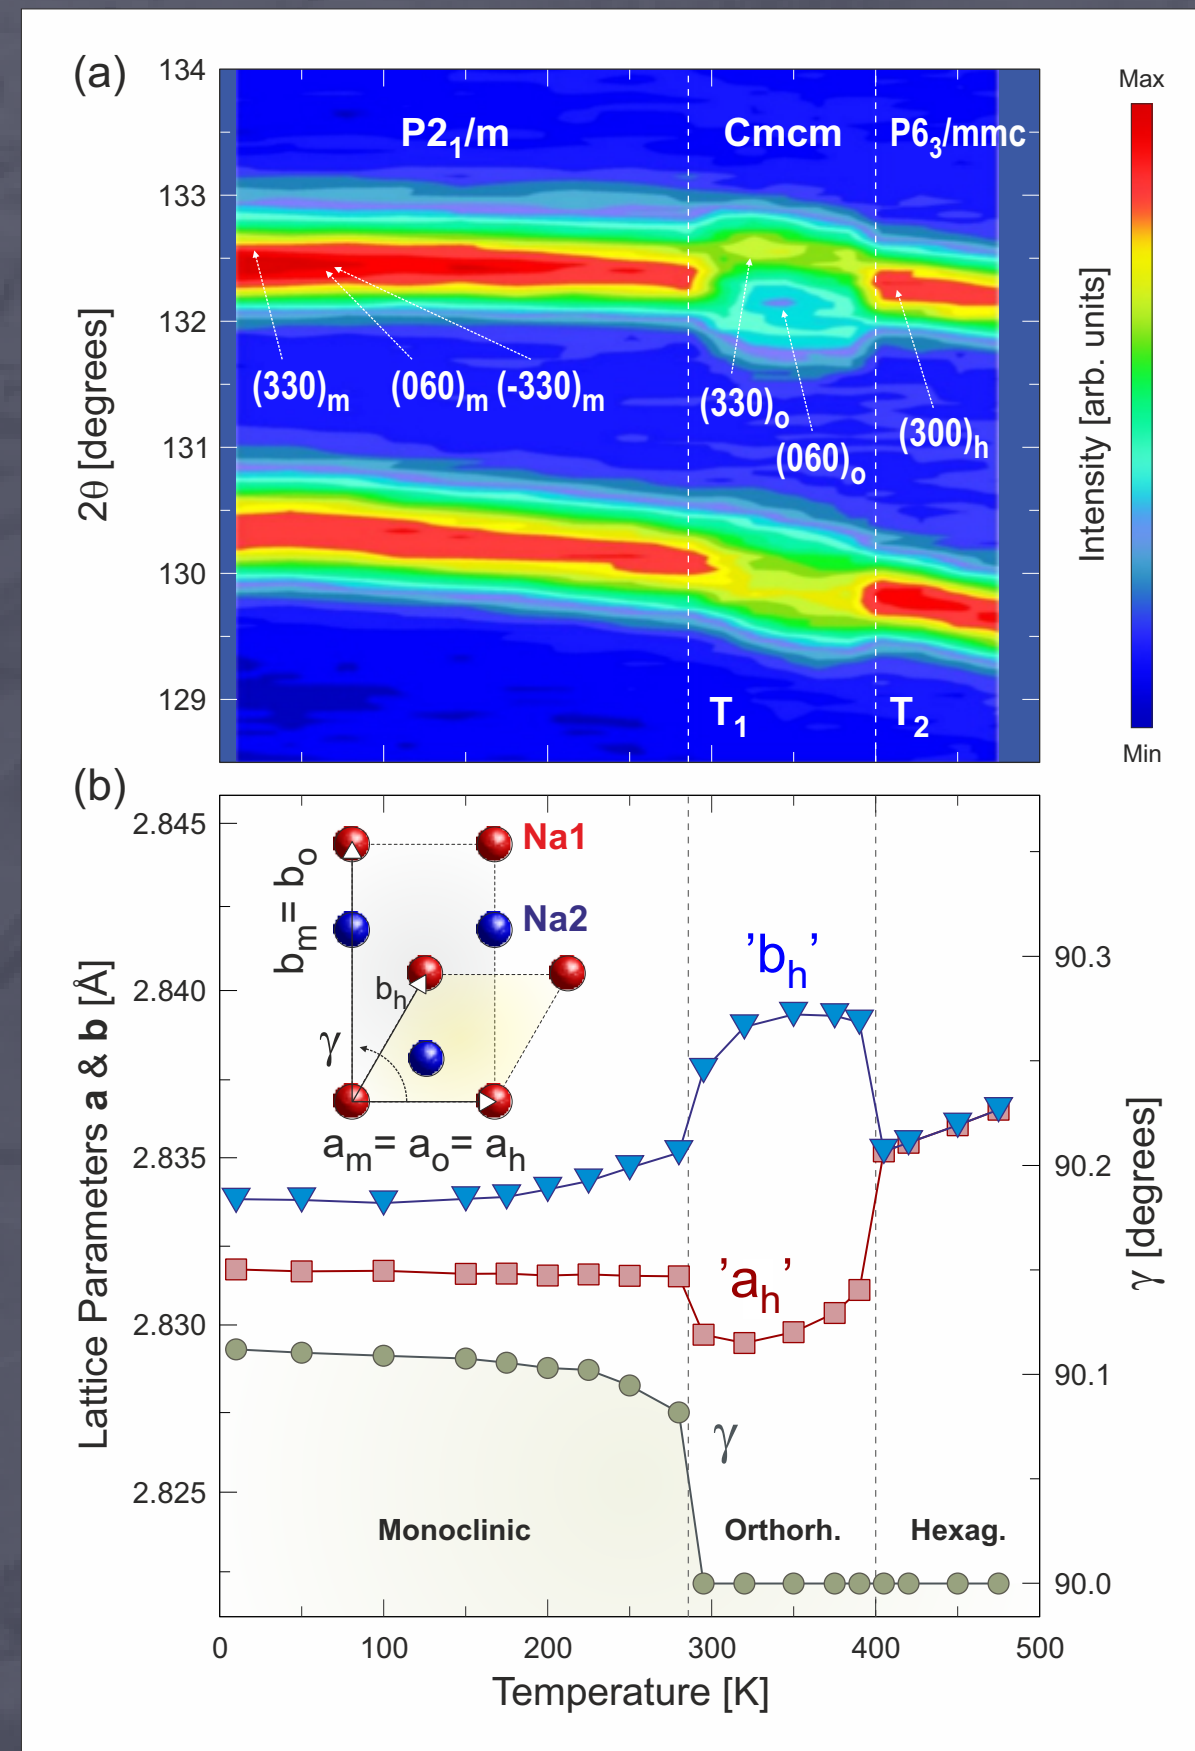 (a)
134
133
132
131
130
129
2θ [degrees]
P2₁/m
Cmcm
P6₃/mmc
(330)ₘ
(060)ₘ
(-330)ₘ
(330)ₒ
(060)ₒ
(300)ₕ
T₁
T₂
Max
Intensity [arb. units]
Min
(b)
2.845
2.840
2.835
2.830
2.825
Lattice Parameters a & b [Å]
Na1
Na2
bₘ = bₒ
bₕ
γ
aₘ = aₒ = aₕ
’bₕ’
’aₕ’
γ
Monoclinic
Orthorh.
Hexag.
90.3
90.2
90.1
90.0
γ [degrees]
0
100
200
300
400
500
Temperature [K]